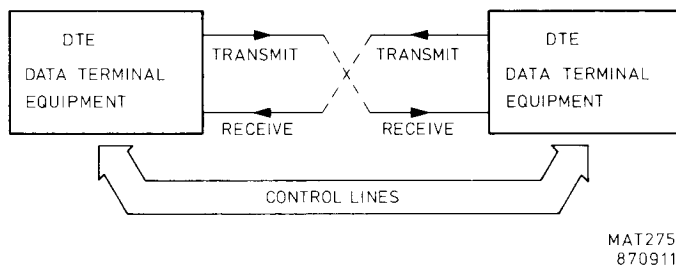 DTE
DATA TERMINAL
EQUIPMENT
TRANSMIT
RECEIVE
TRANSMIT
RECEIVE
DTE
DATA TERMINAL
EQUIPMENT
CONTROL LINES
MAT275
870911